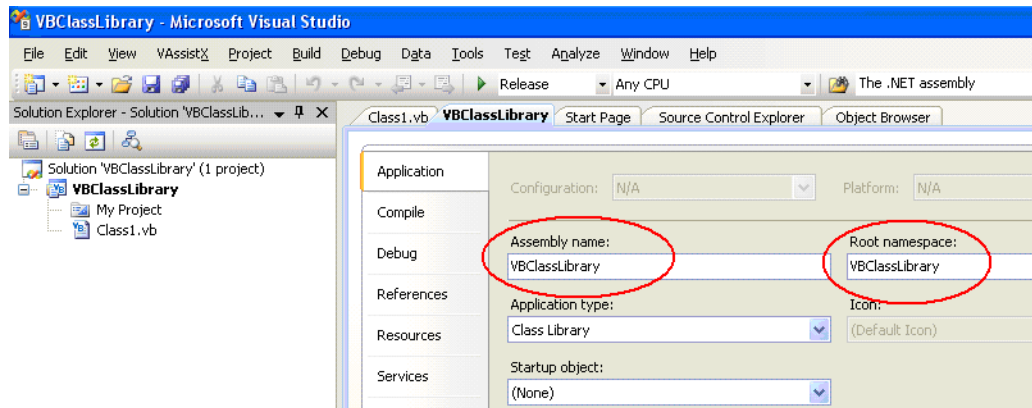 VBClassLibrary - Microsoft Visual Studio
File Edit View VAssistX Project Build Debug Data Tools Test Analyze Window Help
Release Any CPU The .NET assembly
Solution Explorer - Solution 'VBClassLib...
Class1.vb VBClassLibrary Start Page Source Control Explorer Object Browser
Solution 'VBClassLibrary' (1 project)
VBClassLibrary
My Project
Class1.vb
Application
Compile
Debug
References
Resources
Services
Configuration: N/A Platform: N/A
Assembly name: Root namespace:
VBClassLibrary VBClassLibrary
Application type: Icon:
Class Library (Default Icon)
Startup object:
(None)